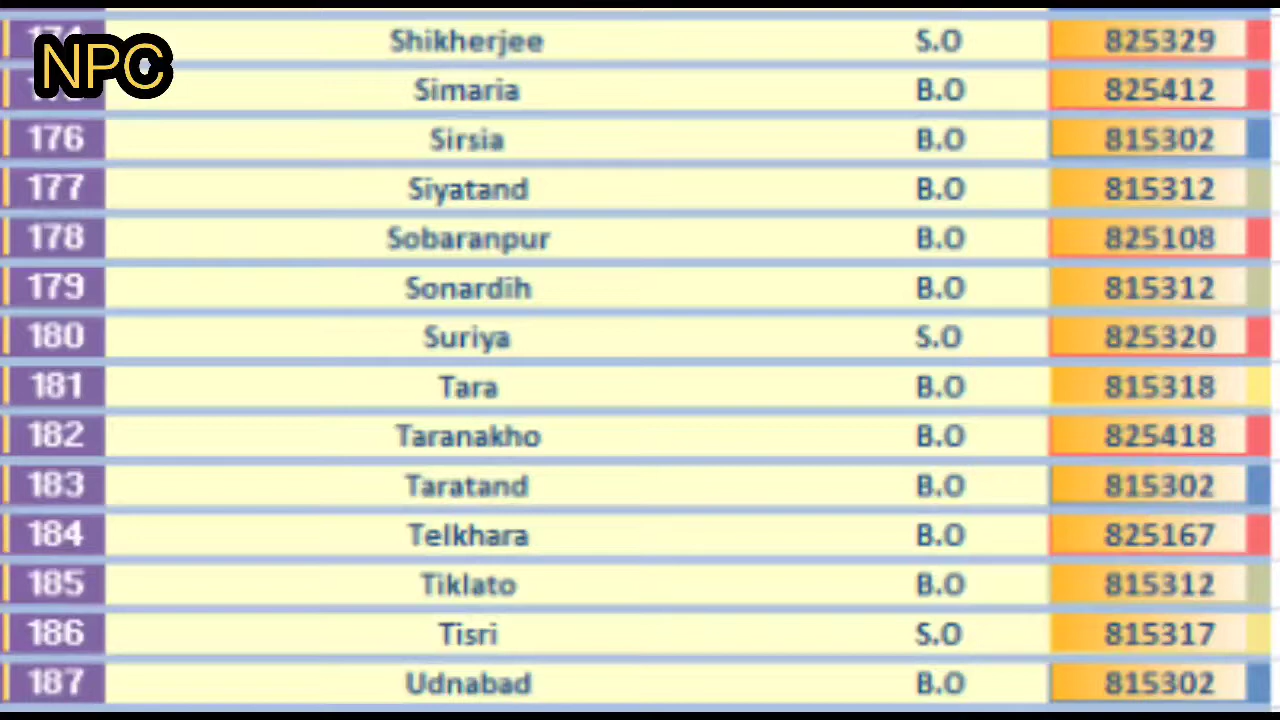 174 Shikherjee S.O 825329
NPC
Simaria B.O 825412
176 Sirsia B.O 815302
177 Siyatand B.O 815312
178 Sobaranpur B.O 825108
179 Sonardih B.O 815312
180 Suriya S.O 825320
181 Tara B.O 815318
182 Taranakho B.O 825418
183 Taratand B.O 815302
184 Telkhara B.O 825167
185 Tiklato B.O 815312
186 Tisri S.O 815317
187 Udnabad B.O 815302